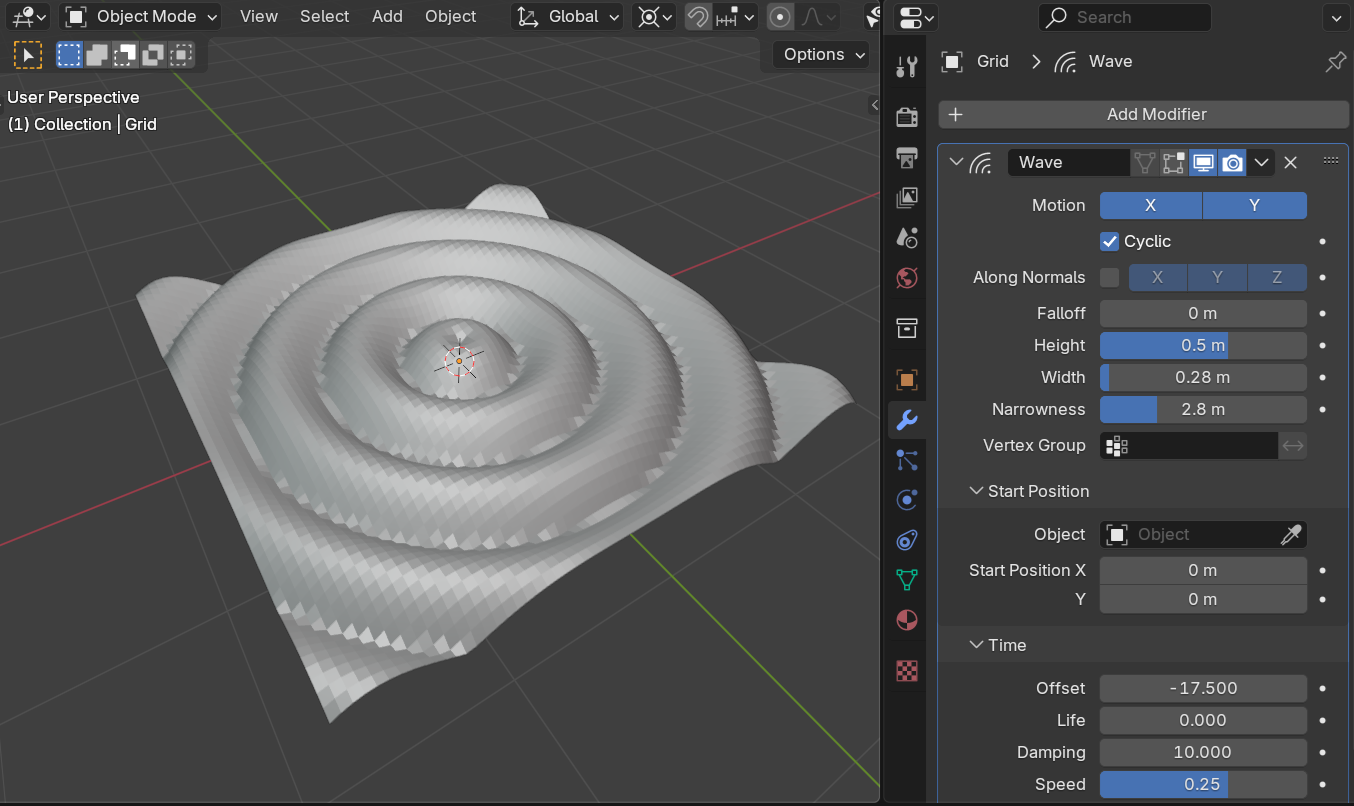 Object Mode View Select Add Object Global
Options
User Perspective
(1) Collection | Grid
Search
Grid Wave
Add Modifier
Wave
Motion X Y
Cyclic
Along Normals X Y Z
Falloff 0 m
Height 0.5 m
Width 0.28 m
Narrowness 2.8 m
Vertex Group
Start Position
Object Object
Start Position X 0 m
Y 0 m
Time
Offset -17.500
Life 0.000
Damping 10.000
Speed 0.25